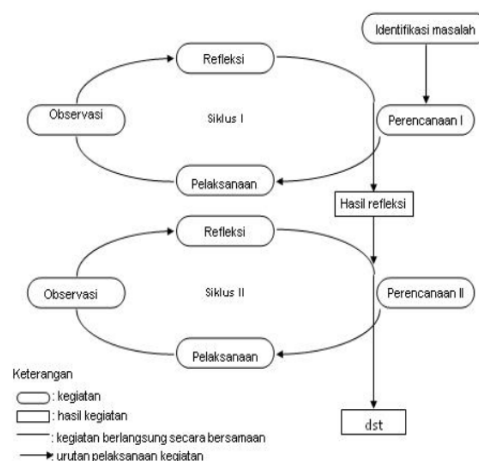 Identifikasi masalah
Refleksi
Observasi
Siklus I
Perencanaan I
Pelaksanaan
Hasil refleksi
Refleksi
Observasi
Siklus II
Perencanaan II
Pelaksanaan
Keterangan
: kegiatan
: hasil kegiatan
: kegiatan berlangsung secara bersamaan
: urutan pelaksanaan kegiatan
dst